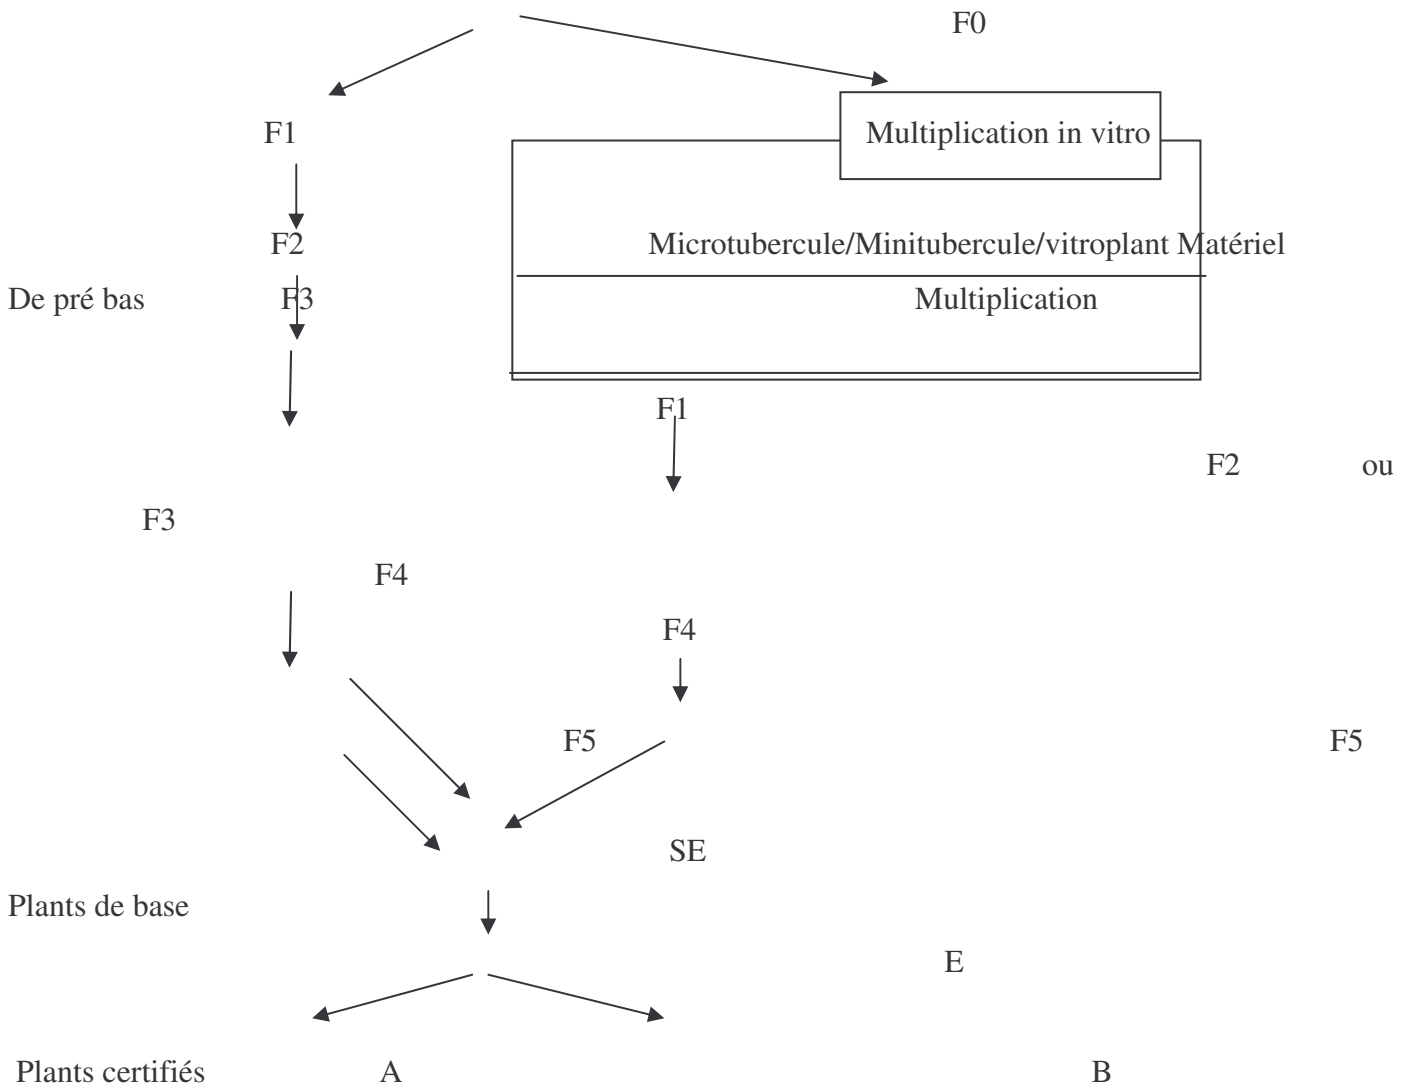 F0
F1 Multiplication in vitro
F2 Microtubercule/Minitubercule/vitroplant Matériel
De pré bas F3 Multiplication
F1
F2 ou
F3
F4
F4
F5 F5
SE
Plants de base
E
Plants certifiés A B